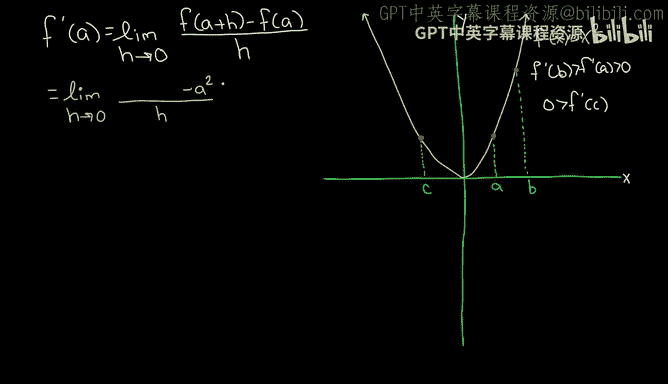 GPT中英字幕课程资源@bilibili.com
GPT中英字幕课程资源 bilibili
f'(a)=lim h→0 f(a+h)-f(a) / h
=lim h→0 -a² / h
y
f'(b)>f'(a)>0
0>f'(c)
c a b x